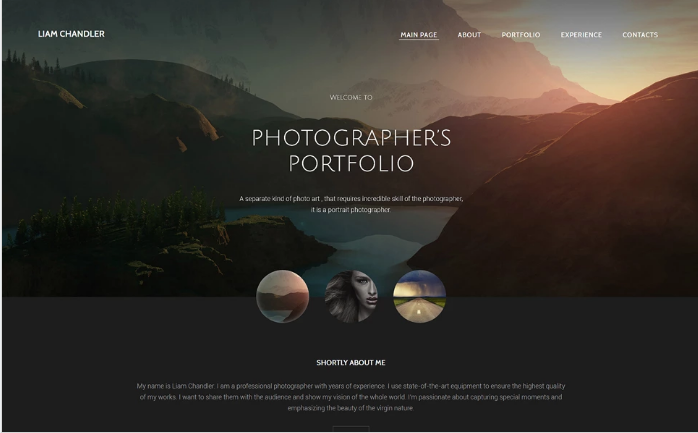 LIAM CHANDLER
MAIN PAGE ABOUT PORTFOLIO EXPERIENCE CONTACTS
WELCOME TO
PHOTOGRAPHER'S
PORTFOLIO
A separate kind of photo art , that requires incredible skill of the photographer,
it is a portrait photographer.
SHORTLY ABOUT ME
My name is Liam Chandler. I am a professional photographer with years of experience. I use state-of-the-art equipment to ensure the highest quality
of my works. I want to share them with the audience and show my vision of the whole world. I'm passionate about capturing special moments and
emphasizing the beauty of the virgin nature